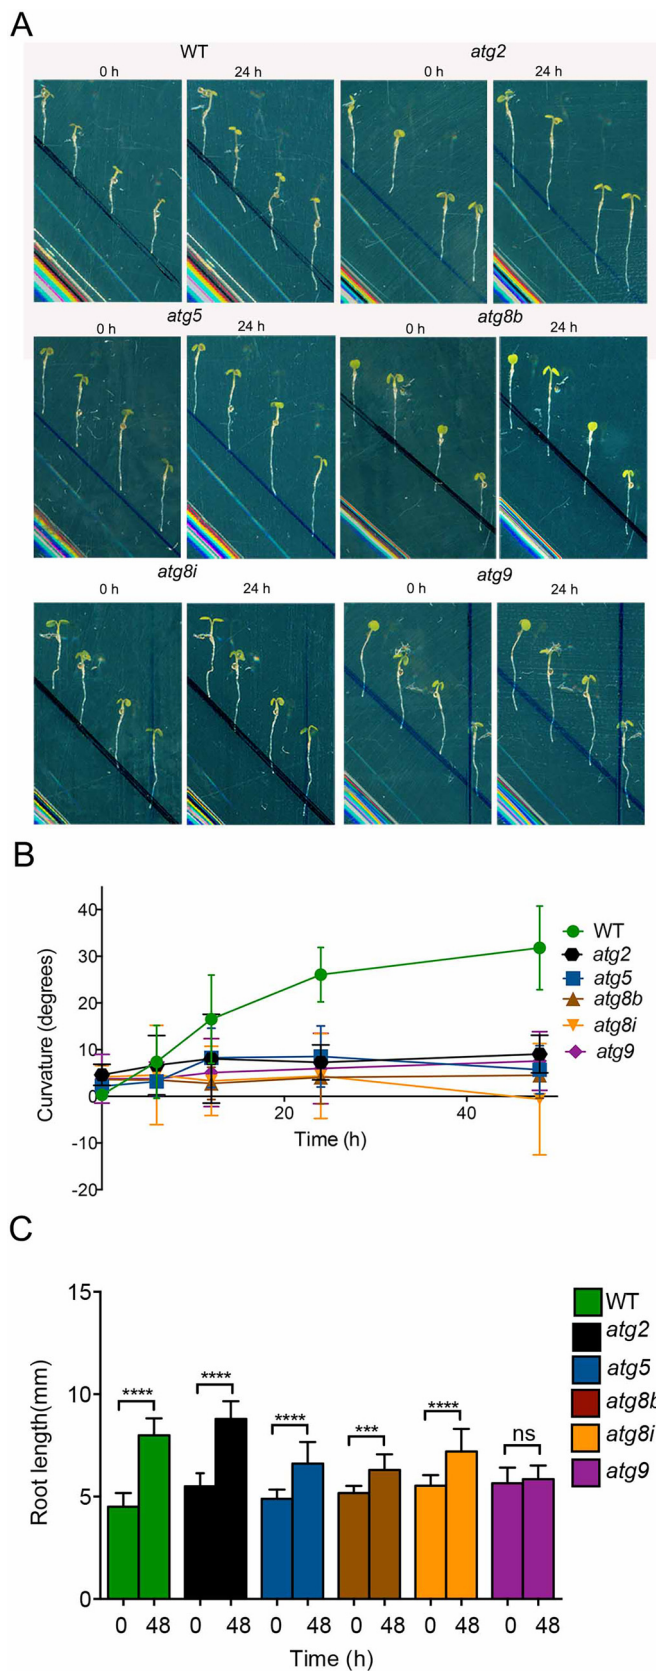 A
WT atg2
0 h 24 h 0 h 24 h
atg5 atg8b
0 h 24 h 0 h 24 h
atg8i atg9
0 h 24 h 0 h 24 h
B
Curvature (degrees)
40
30
20
10
0
-10
-20
20 40
Time (h)
WT
atg2
atg5
atg8b
atg8i
atg9
C
Root length(mm)
15
10
5
0
**** **** **** *** **** ns
0 48 0 48 0 48 0 48 0 48 0 48
Time (h)
WT
atg2
atg5
atg8b
atg8i
atg9